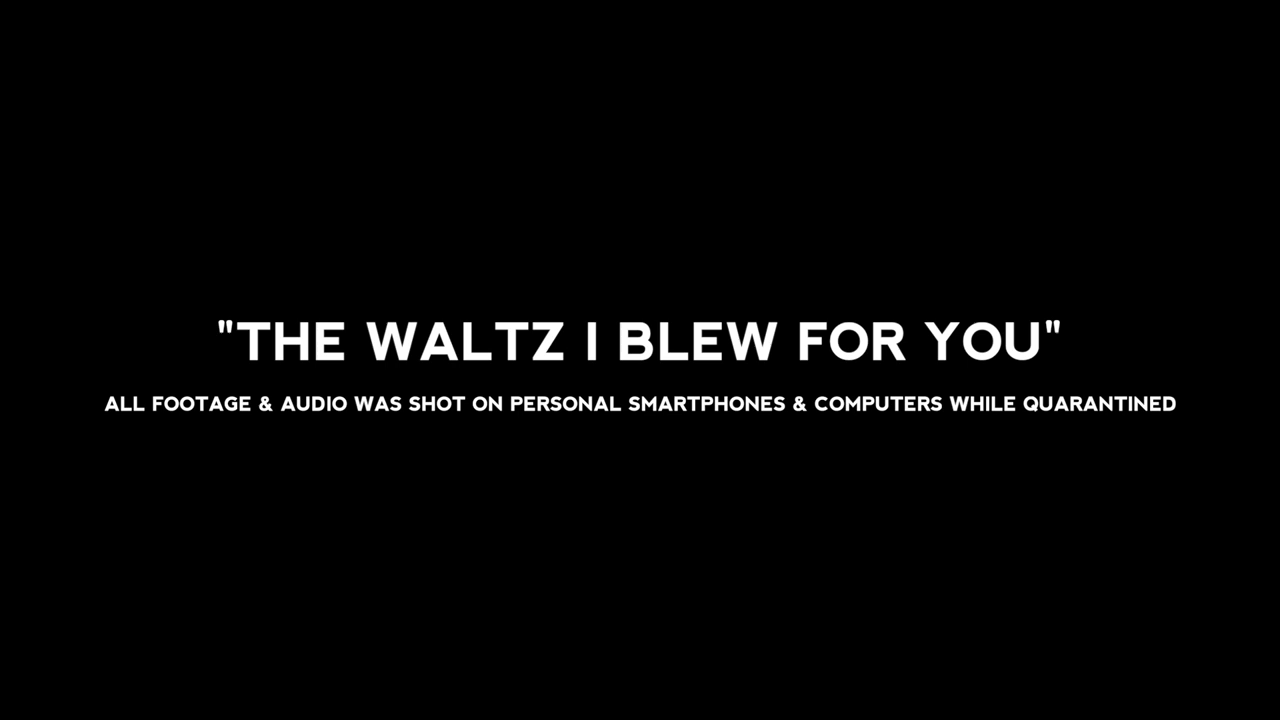 "THE WALTZ I BLEW FOR YOU"
ALL FOOTAGE & AUDIO WAS SHOT ON PERSONAL SMARTPHONES & COMPUTERS WHILE QUARANTINED